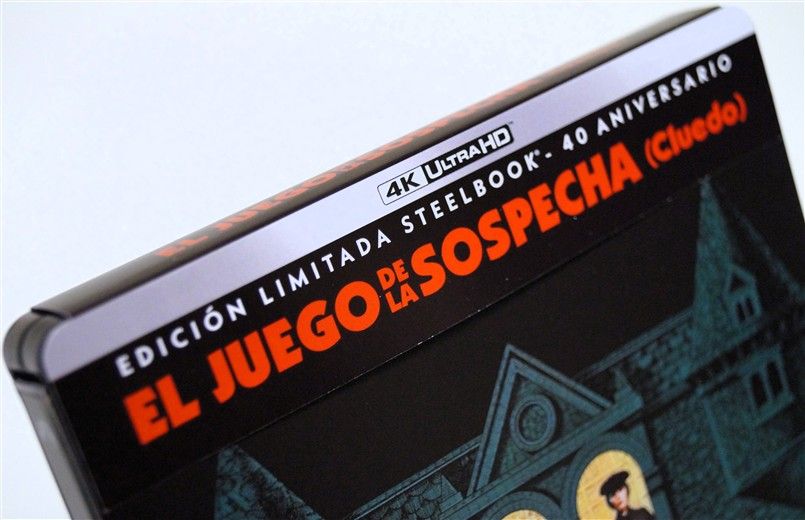 4K ULTRAHD
EDICIÓN LIMITADA STEELBOOK® - 40 ANIVERSARIO
EL JUEGO DE LA SOSPECHA (Cluedo)